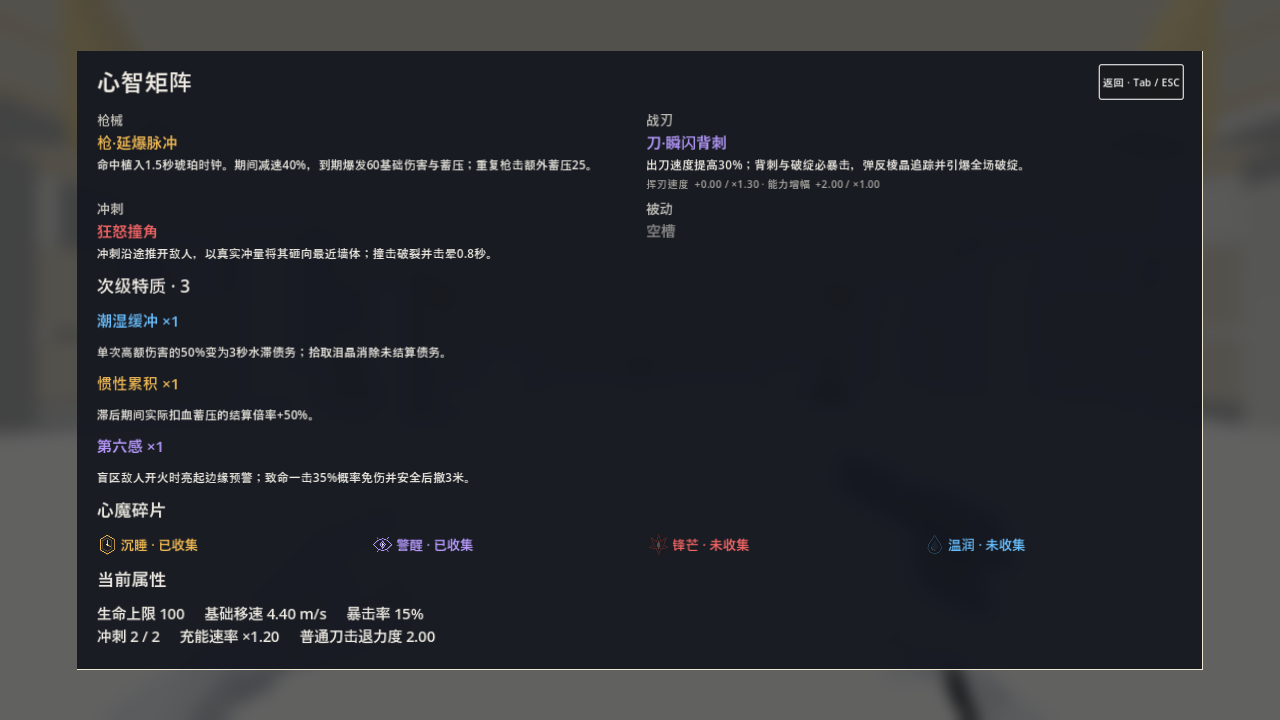 心智矩阵
返回 · Tab / ESC
枪械
枪·延爆脉冲
命中植入1.5秒琥珀时钟。期间减速40%，到期爆发60基础伤害与蓄压；重复枪击额外蓄压25。
战刃
刀·瞬闪背刺
出刀速度提高30%；背刺与破绽必暴击，弹反棱晶追踪并引爆全场破绽。
挥刃速度 +0.00 / ×1.30 · 能力增幅 +2.00 / ×1.00
冲刺
狂怒撞角
冲刺沿途推开敌人，以真实冲量将其砸向最近墙体；撞击破裂并击晕0.8秒。
被动
空槽
次级特质 · 3
潮湿缓冲 ×1
单次高额伤害的50%变为3秒水滞债务；拾取泪晶消除未结算债务。
惯性累积 ×1
滞后期间实际扣血蓄压的结算倍率+50%。
第六感 ×1
盲区敌人开火时亮起边缘预警；致命一击35%概率免伤并安全后撤3米。
心魔碎片
沉睡 · 已收集
警醒 · 已收集
锋芒 · 未收集
温润 · 未收集
当前属性
生命上限 100 基础移速 4.40 m/s 暴击率 15%
冲刺 2 / 2 充能速率 ×1.20 普通刀击退力度 2.00